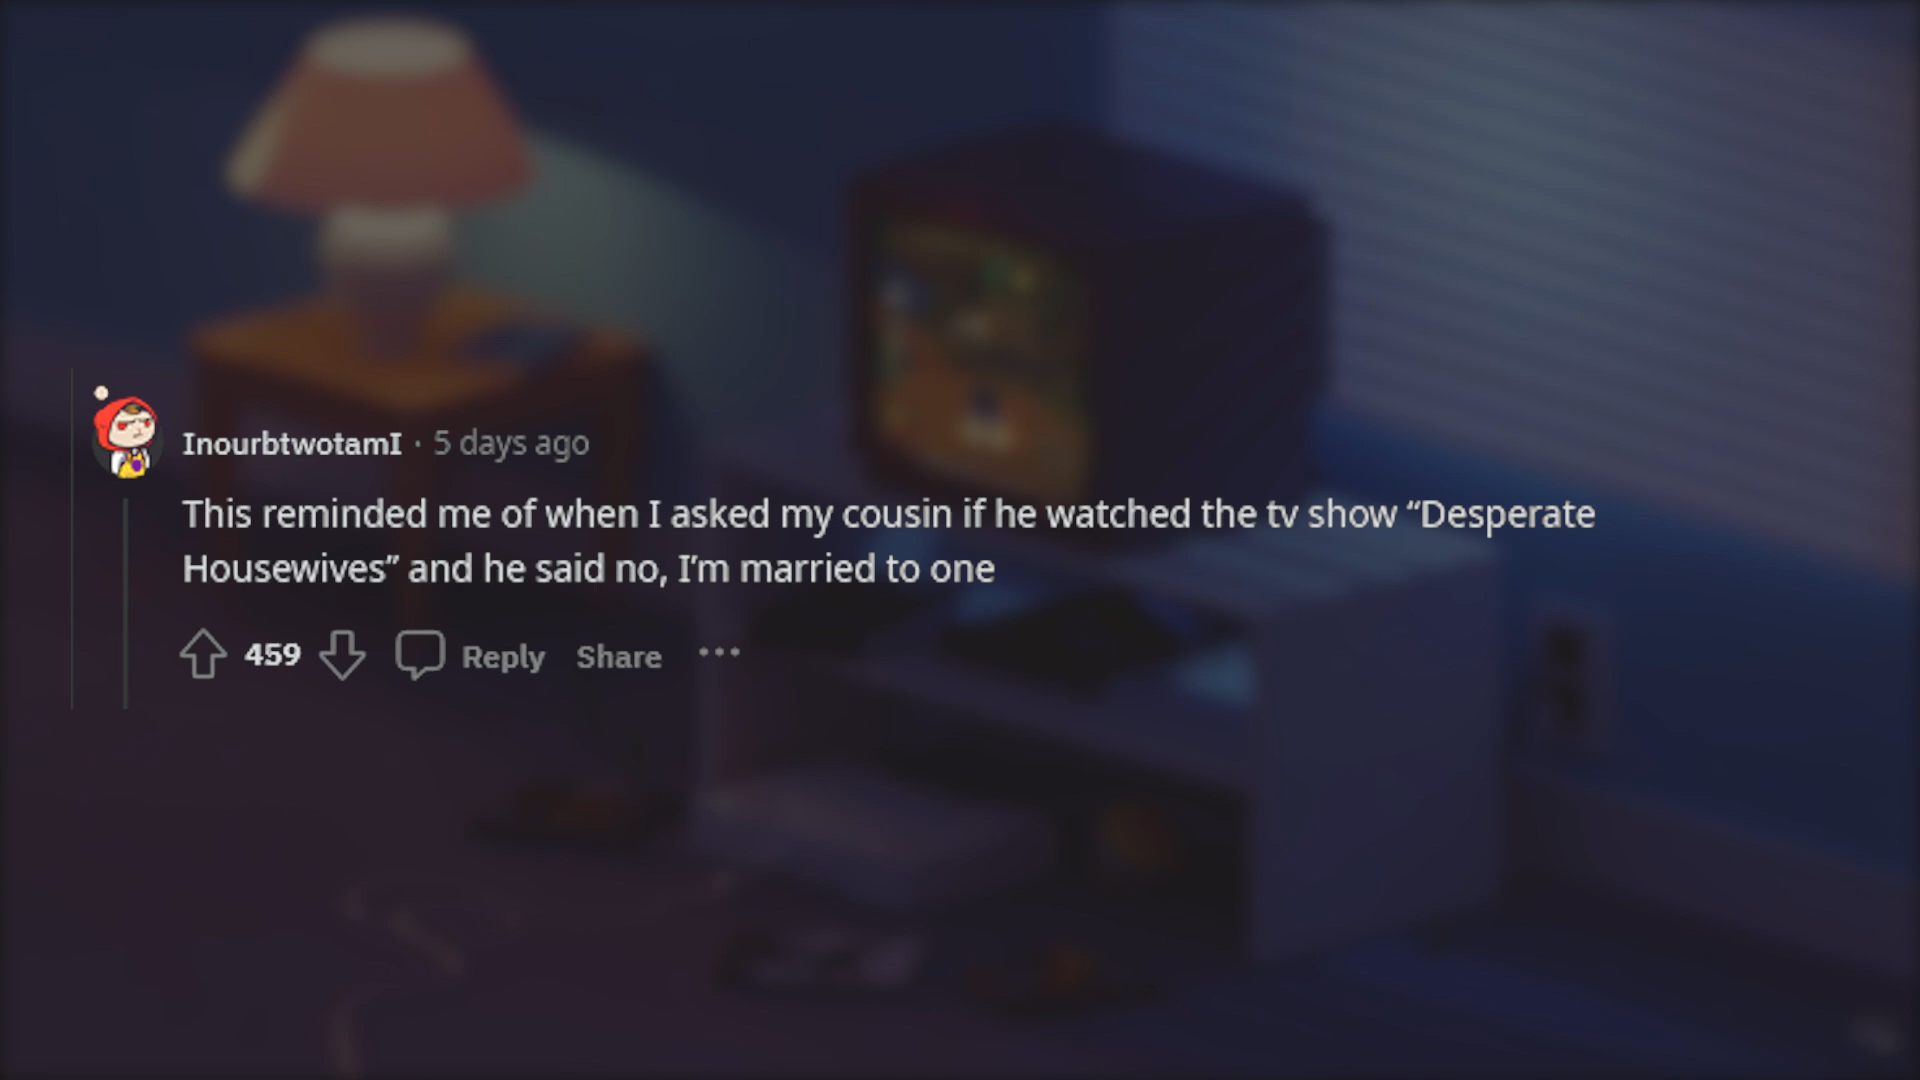 InourbtwotamI · 5 days ago
This reminded me of when I asked my cousin if he watched the tv show “Desperate
Housewives” and he said no, I’m married to one
459 Reply Share ···